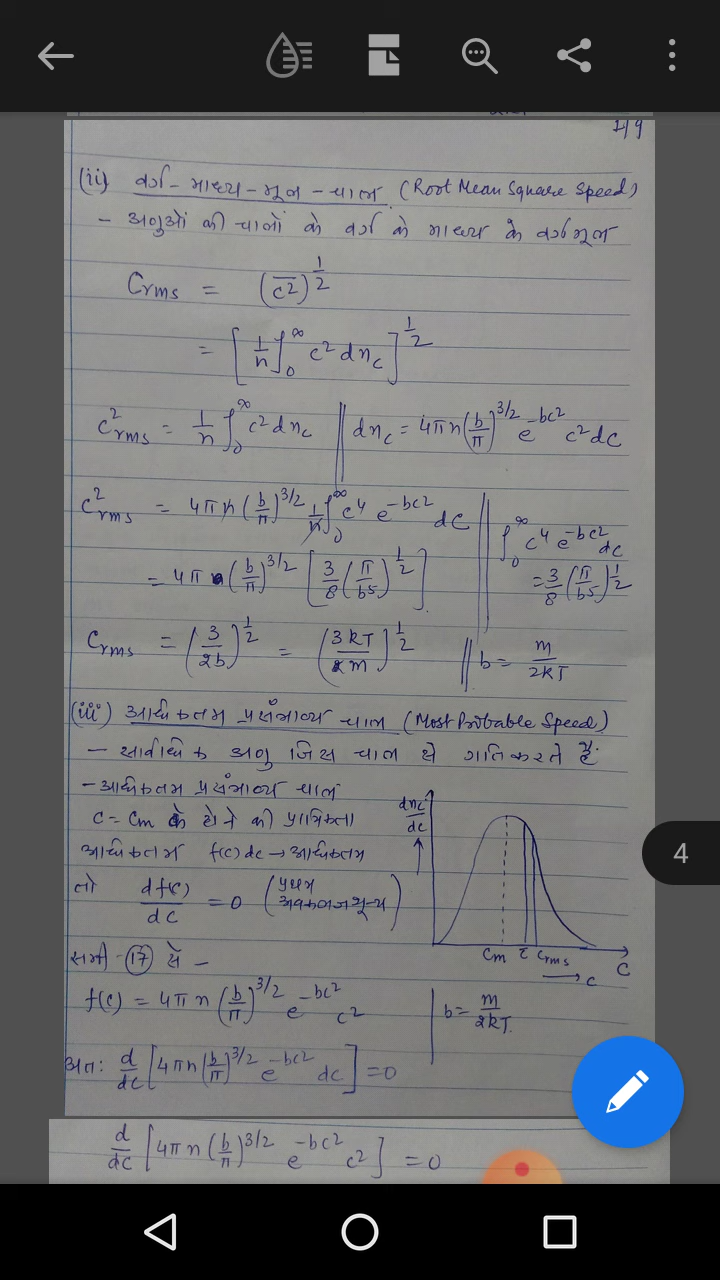 (ii) वर्ग-माध्य-मूल-चाल (Root Mean Square Speed)
- अणुओं की चालों के वर्ग के माध्य के वर्गमूल
Crms = (c̅²)^1/2
= [1/n ∫₀^∞ c² dnc]^1/2
c²rms = 1/n ∫₀^∞ c² dnc || dnc = 4πn(b/π)^3/2 e^-bc² c² dc
c²rms = 4πn(b/π)^3/2 1/n ∫₀^∞ c⁴ e^-bc² dc || ∫₀^∞ c⁴ e^-bc² dc
= 4π (b/π)^3/2 [3/8 (π/b⁵)^1/2] = 3/8 (π/b⁵)^1/2
Crms = (3/2b)^1/2 = (3kT/m)^1/2 || b = m/2kT
(iii) अधिकतम प्रसंभाव्य चाल (Most Probable Speed)
- सर्वाधिक अणु जिस चाल से गति करते हैं
- अधिकतम प्रसंभाव्य चाल
c = cm के होने की प्रायिकता
अधिकतम f(c) dc → अधिकतम
तो df(c)/dc = 0 (प्रथम अवकलज शून्य)
dnc/dc
Cm c̅ Crms C
→ c
समी-(17) से -
f(c) = 4πn(b/π)^3/2 e^-bc² c² | b = m/2kT
अतः d/dc [4πn(b/π)^3/2 e^-bc² dc] = 0
d/dc [4πn(b/π)^3/2 e^-bc² c²] = 0
4